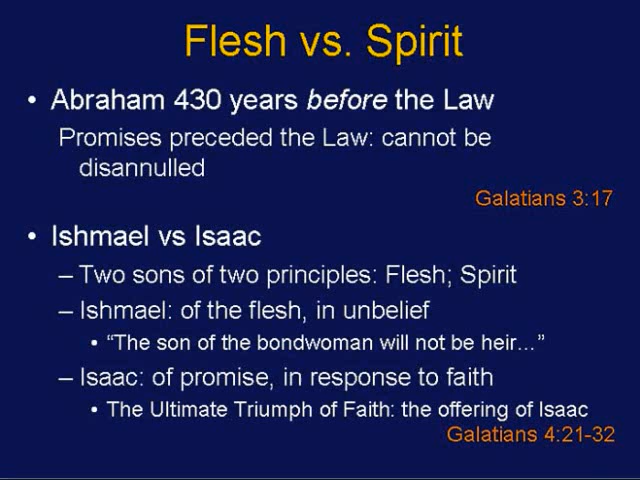 Flesh vs. Spirit
• Abraham 430 years before the Law
Promises preceded the Law: cannot be
disannulled
Galatians 3:17
• Ishmael vs Isaac
– Two sons of two principles: Flesh; Spirit
– Ishmael: of the flesh, in unbelief
• “The son of the bondwoman will not be heir…”
– Isaac: of promise, in response to faith
• The Ultimate Triumph of Faith: the offering of Isaac
Galatians 4:21-32